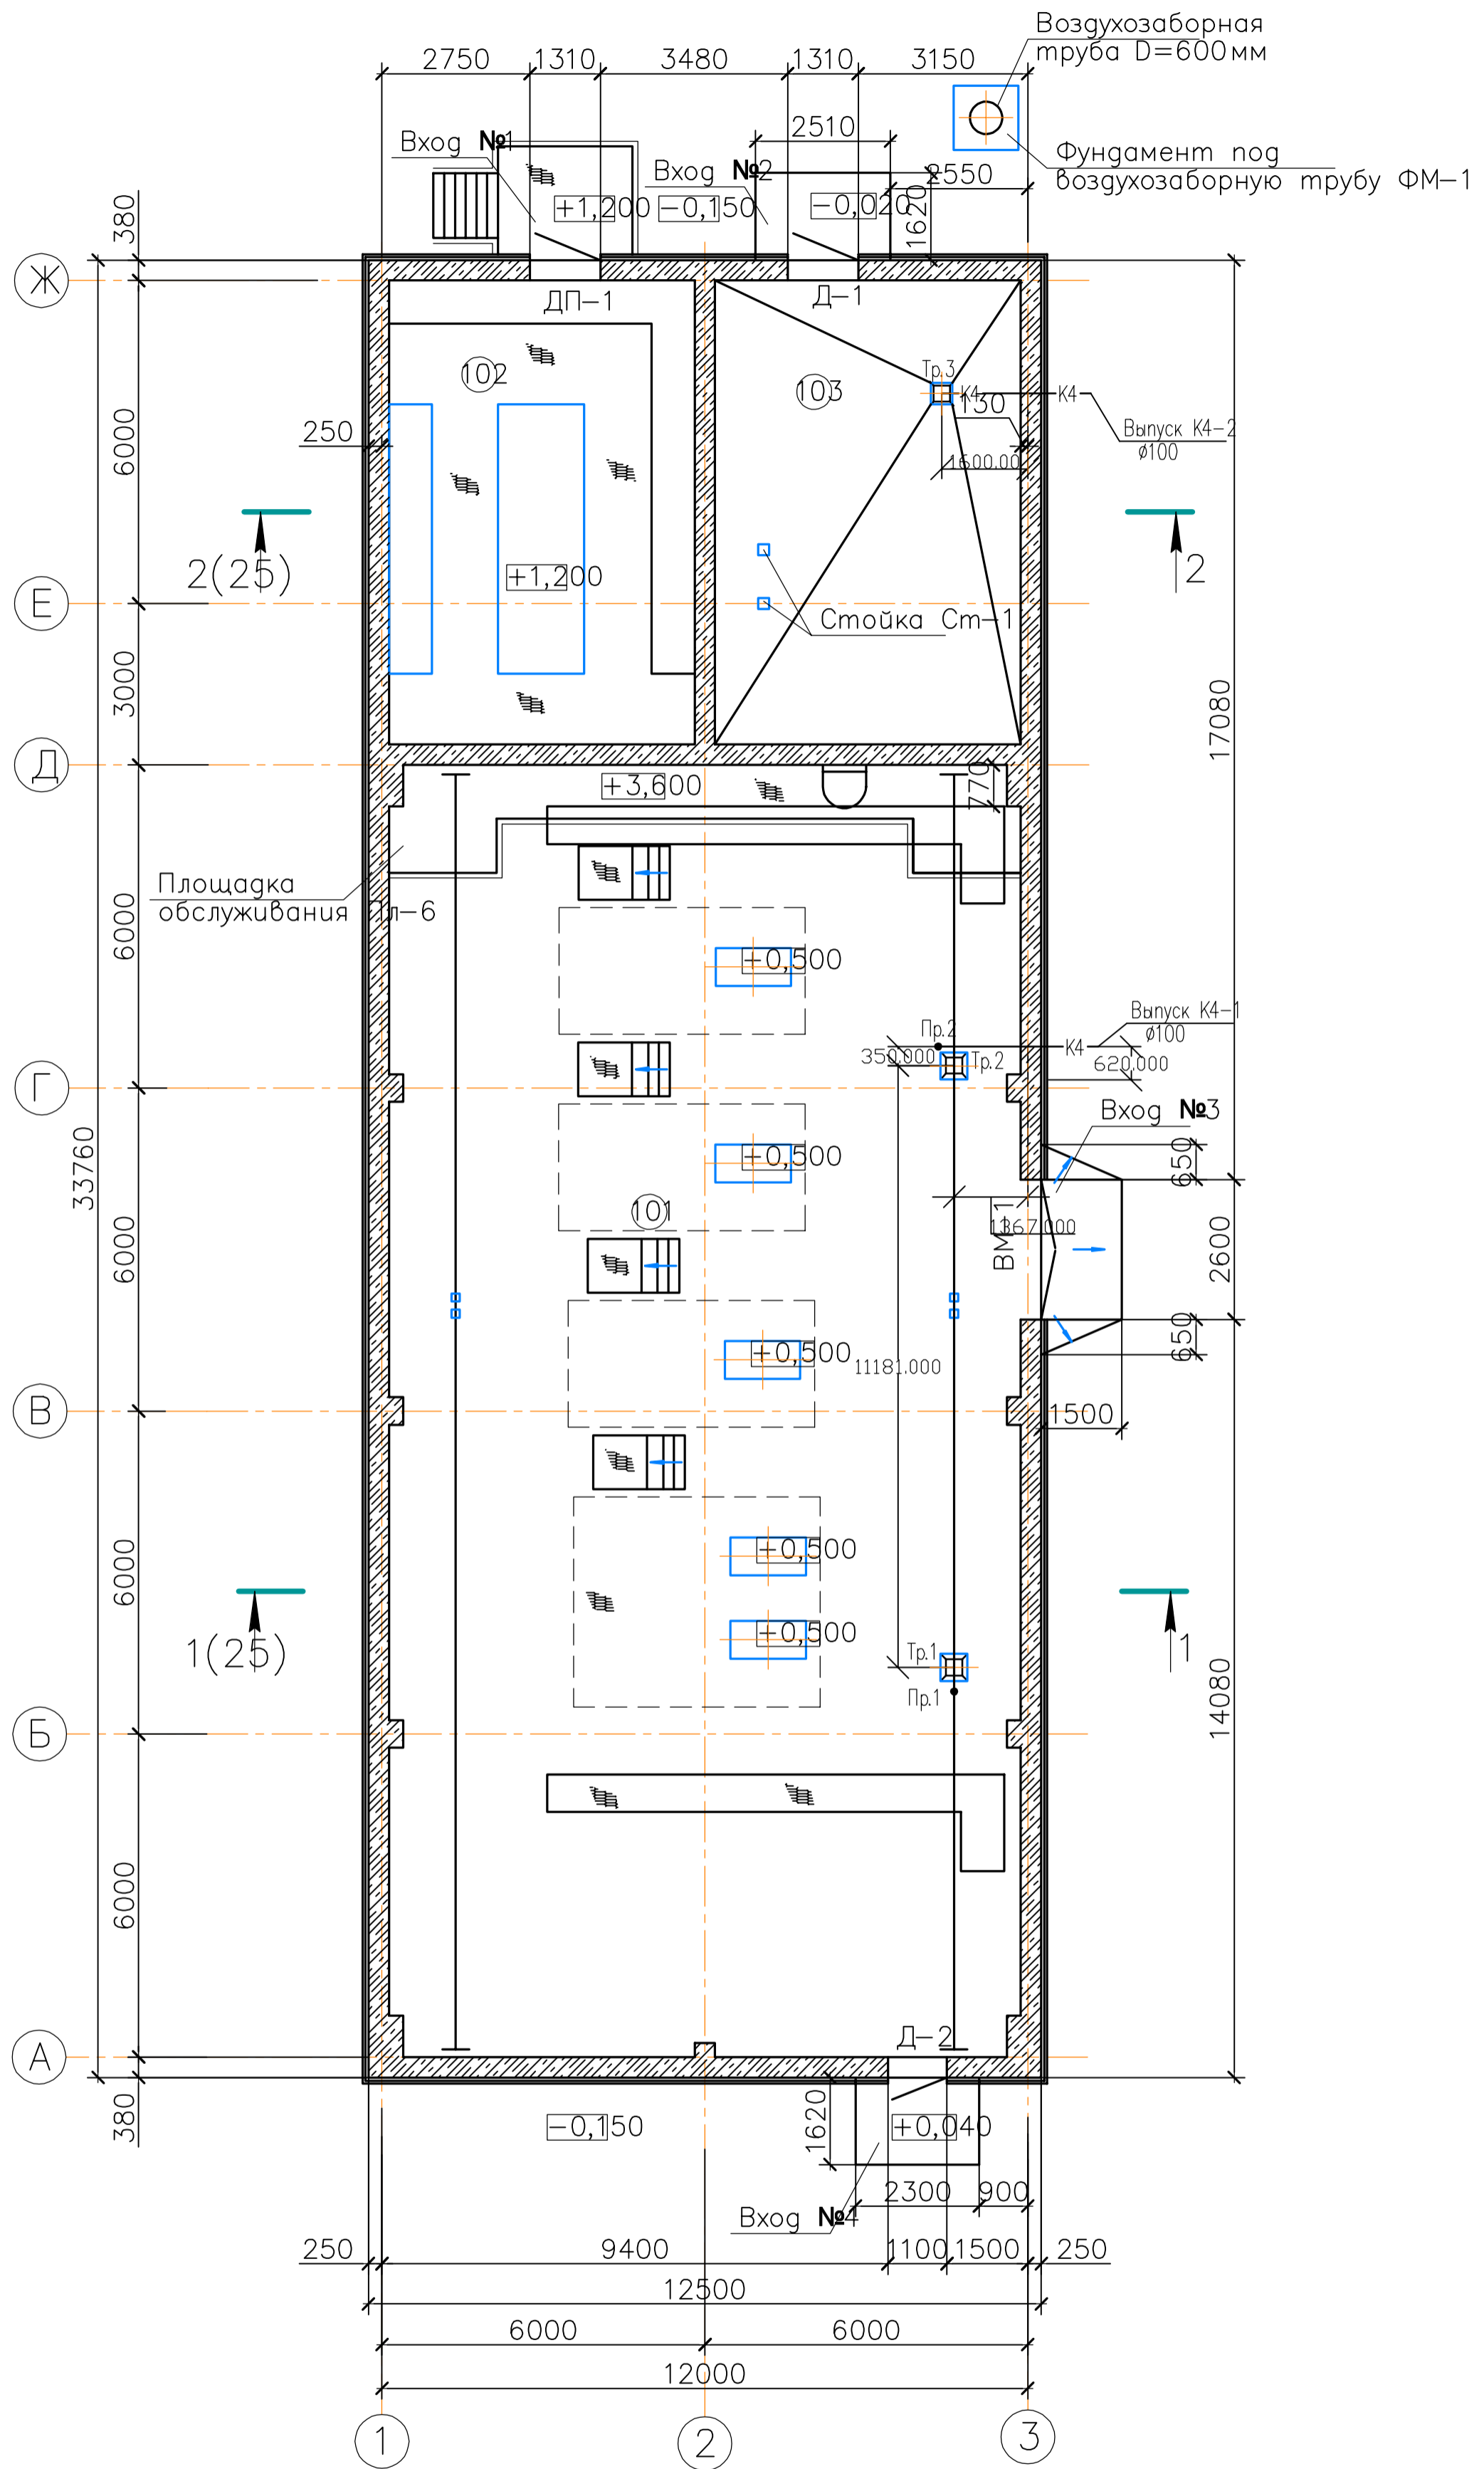 Воздухозаборная
труба D=600мм
2750
1310
3480
1310
3150
2510
Вход №1
Вход №2
Фундамент под
воздухозаборную трубу ФМ-1
2550
+1,200
-0,150
-0,020
1620
380
Ж
ДП-1
Д-1
102
103
Тр.3
К4
К4
130
Выпуск К4-2
ø100
250
1600.00
6000
2(25)
2
+1,200
Е
Стойка Ст-1
3000
17080
Д
+3,600
770
Площадка
обслуживания Пл-6
6000
+0,500
Выпуск К4-1
ø100
Пр.2
К4
350.000
Тр.2
620.000
Г
33760
Вход №3
+0,500
650
101
1367.000
ВМ-1
6000
2600
+0,500
650
11181.000
В
1500
6000
+0,500
1(25)
1
+0,500
Тр.1
Пр.1
14080
Б
6000
Д-2
А
380
-0,150
1620
+0,040
2300
900
Вход №4
250
9400
1100
1500
250
12500
6000
6000
12000
1
2
3